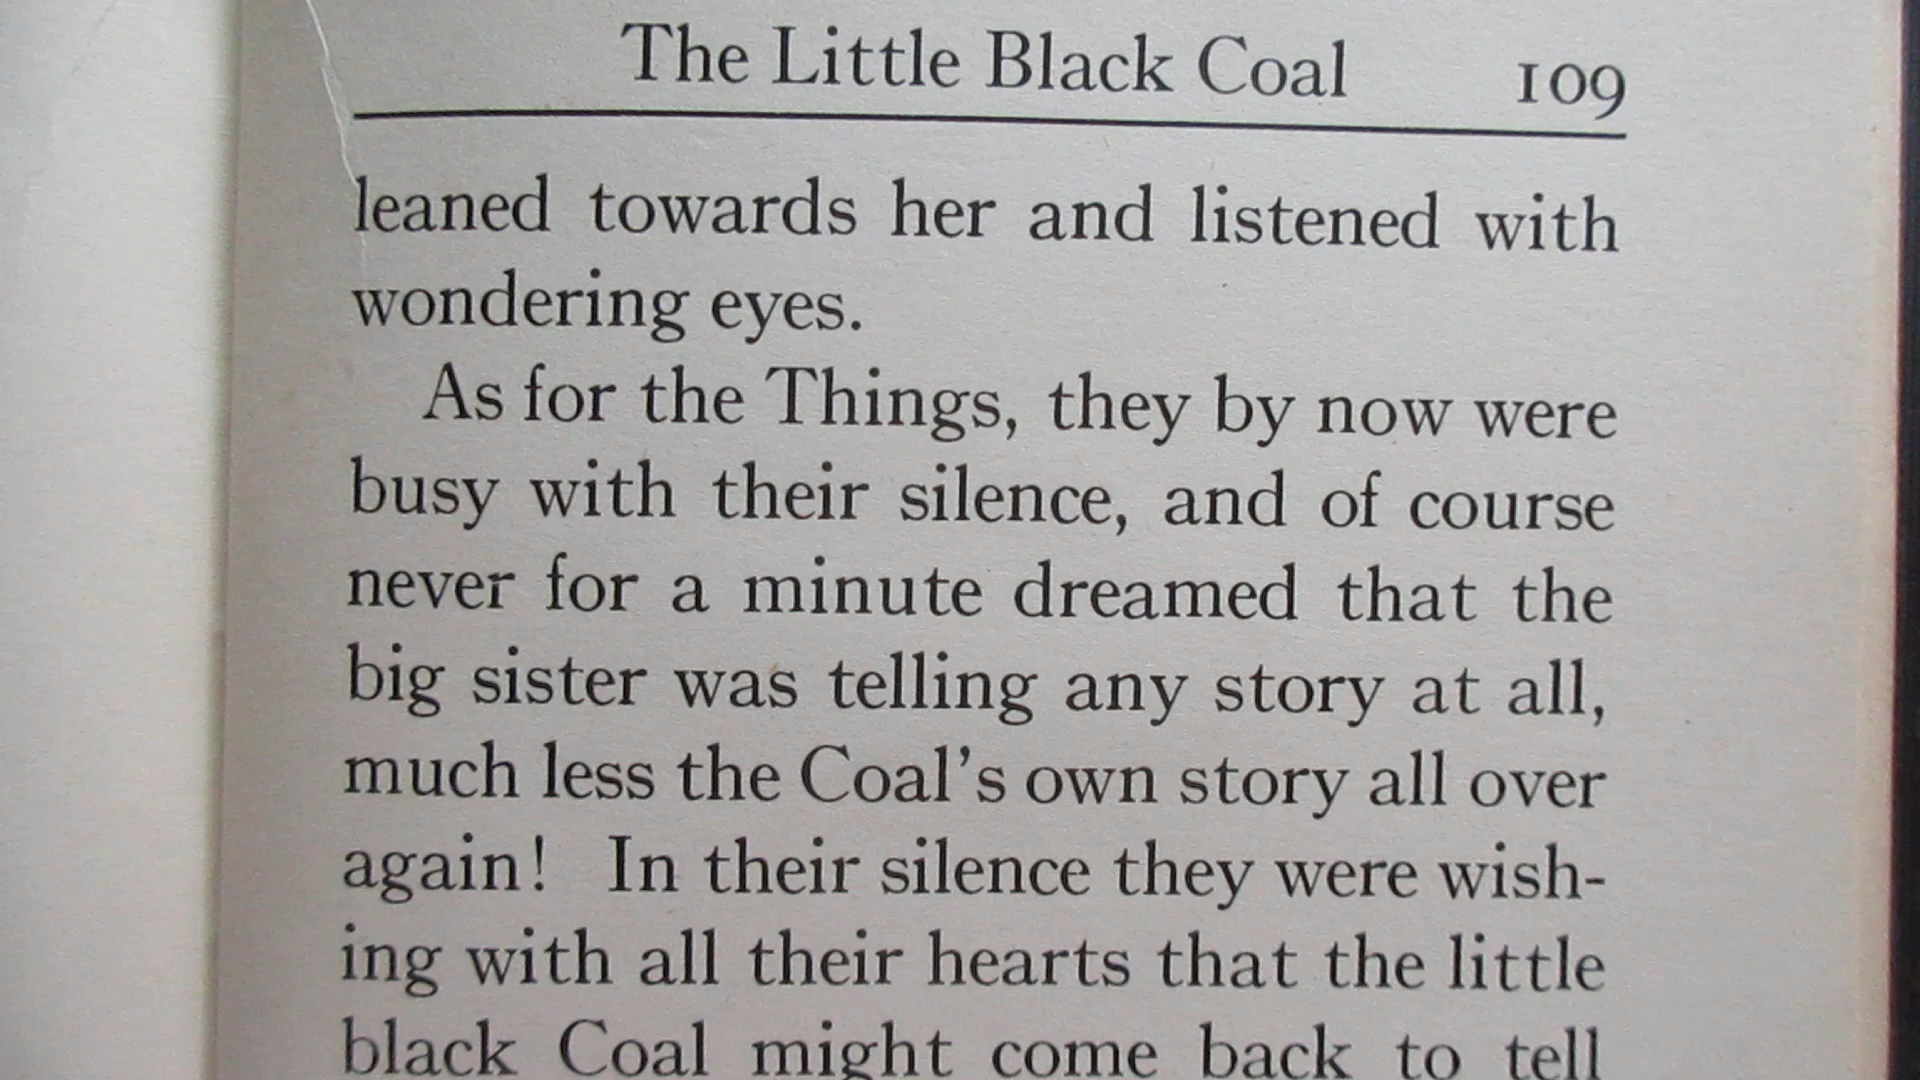 The Little Black Coal 109
leaned towards her and listened with
wondering eyes.
As for the Things, they by now were
busy with their silence, and of course
never for a minute dreamed that the
big sister was telling any story at all,
much less the Coal’s own story all over
again! In their silence they were wish-
ing with all their hearts that the little
black Coal might come back to tell